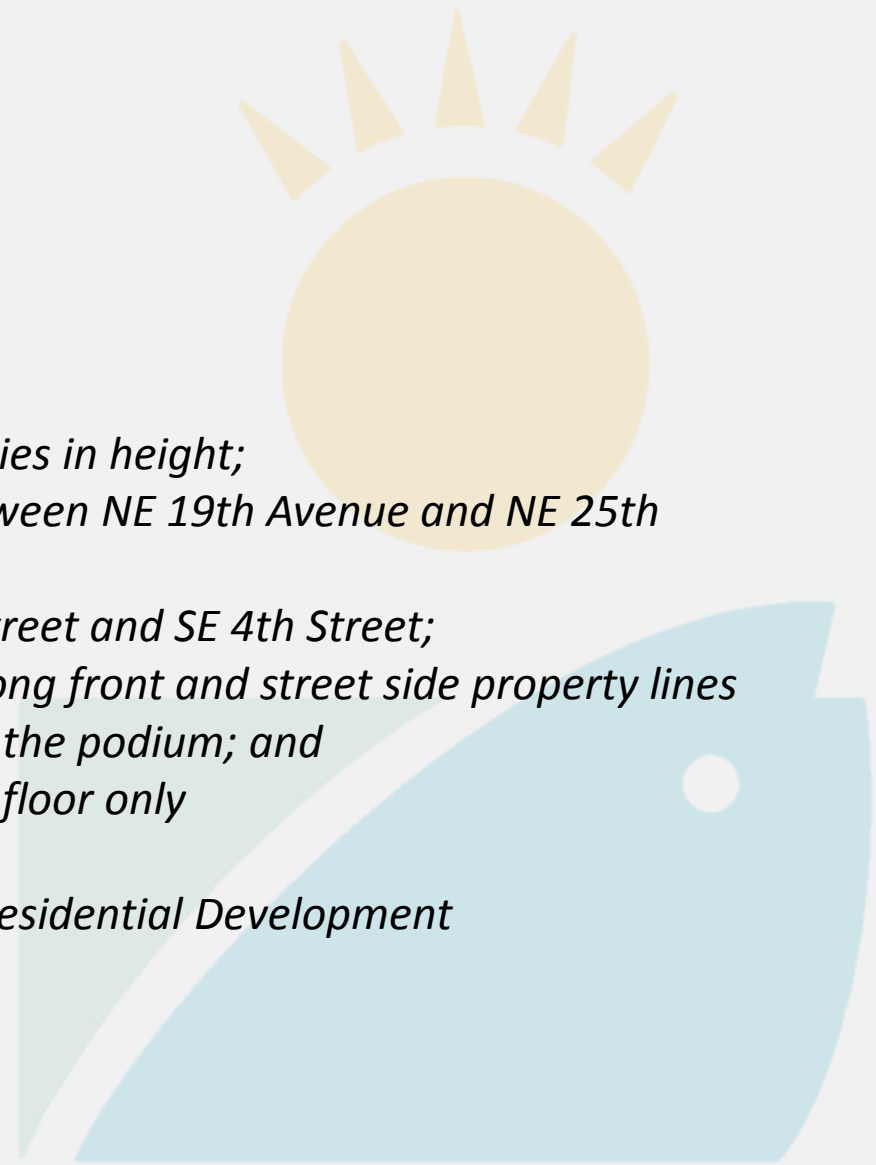 ies in height;
ween NE 19th Avenue and NE 25th
treet and SE 4th Street;
ong front and street side property lines
the podium; and
floor only
esidential Development